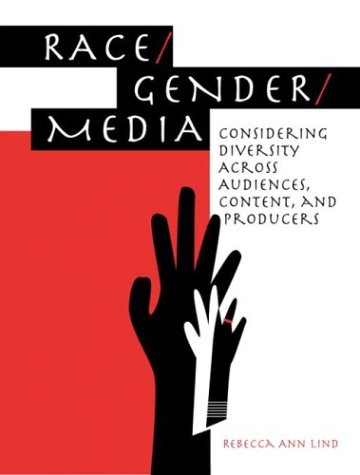 RACE/
GENDER/
MEDIA
CONSIDERING
DIVERSITY
ACROSS
AUDIENCES,
CONTENT, AND
PRODUCERS
REBECCA ANN LIND